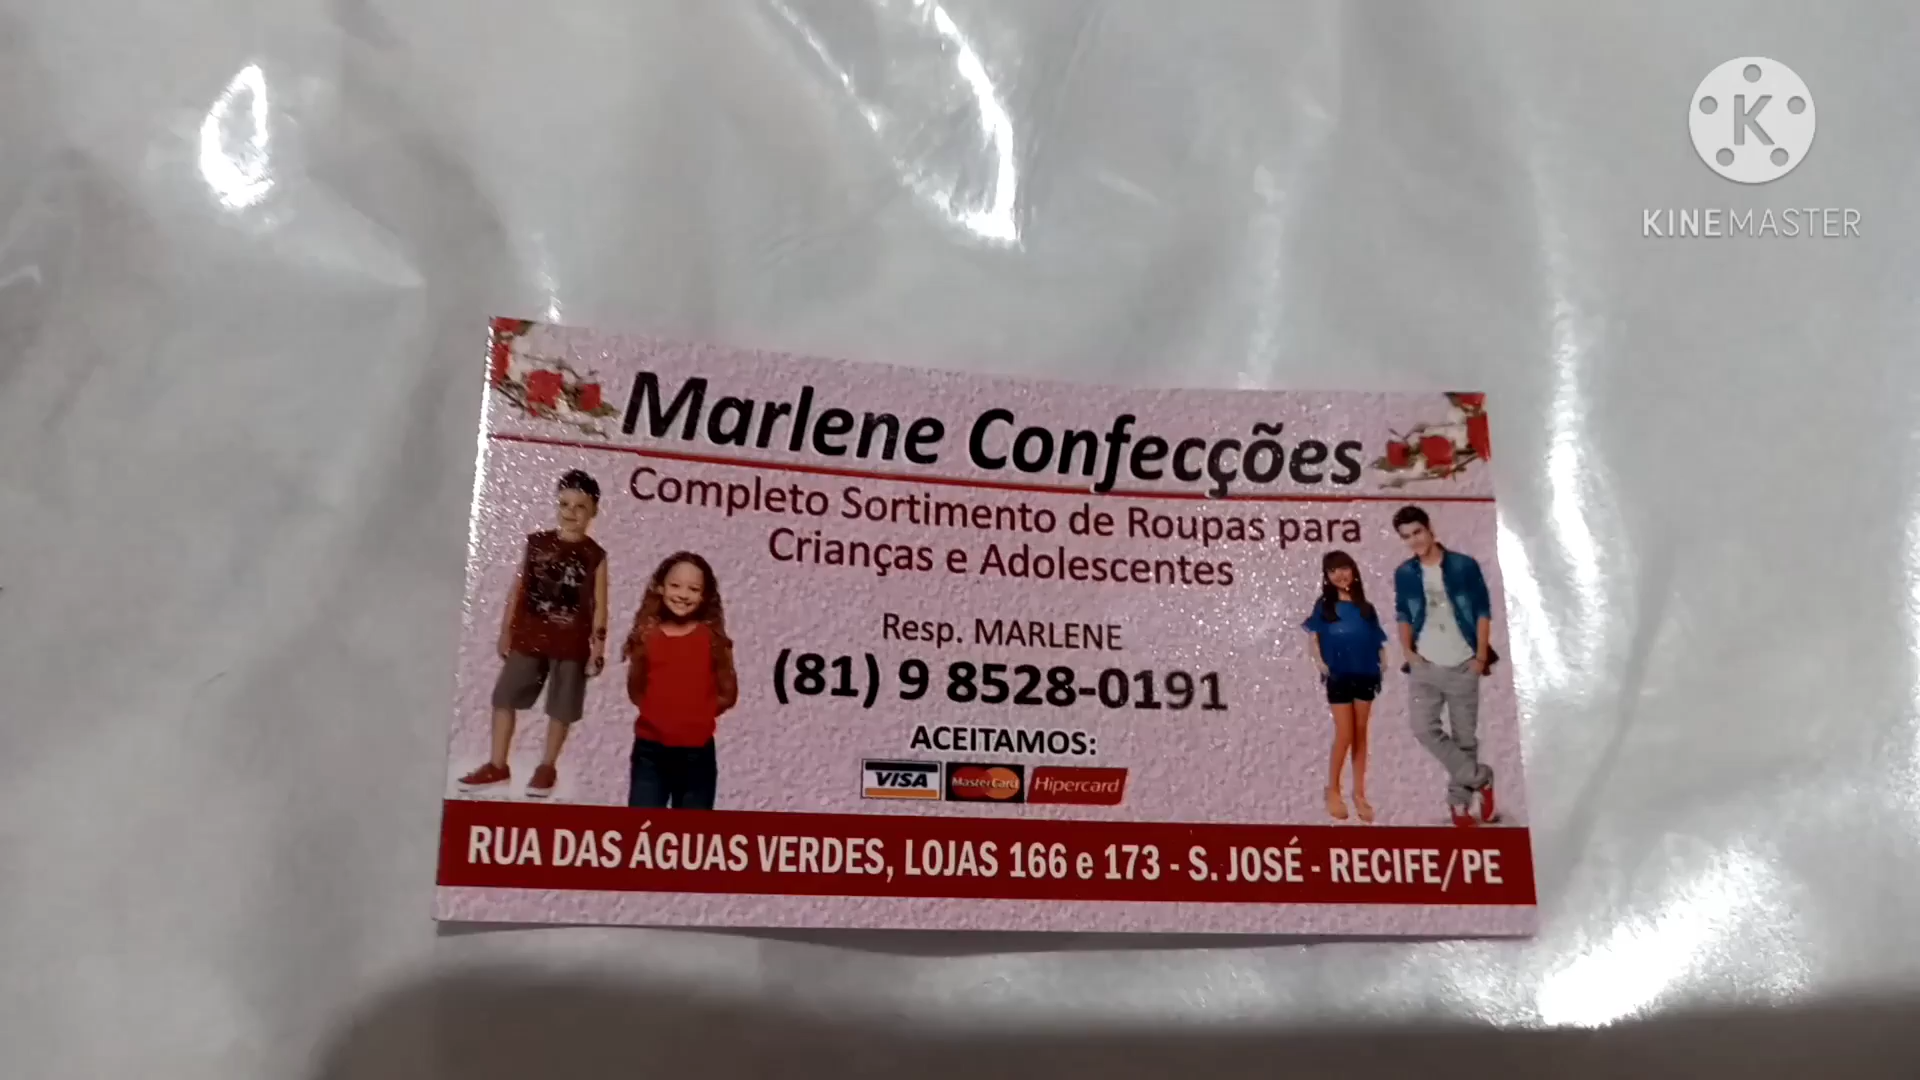 K
KINEMASTER
Marlene Confecções
Completo Sortimento de Roupas para
Crianças e Adolescentes
Resp. MARLENE
(81) 9 8528-0191
ACEITAMOS:
VISA MasterCard Hipercard
RUA DAS ÁGUAS VERDES, LOJAS 166 e 173 - S. JOSÉ - RECIFE/PE